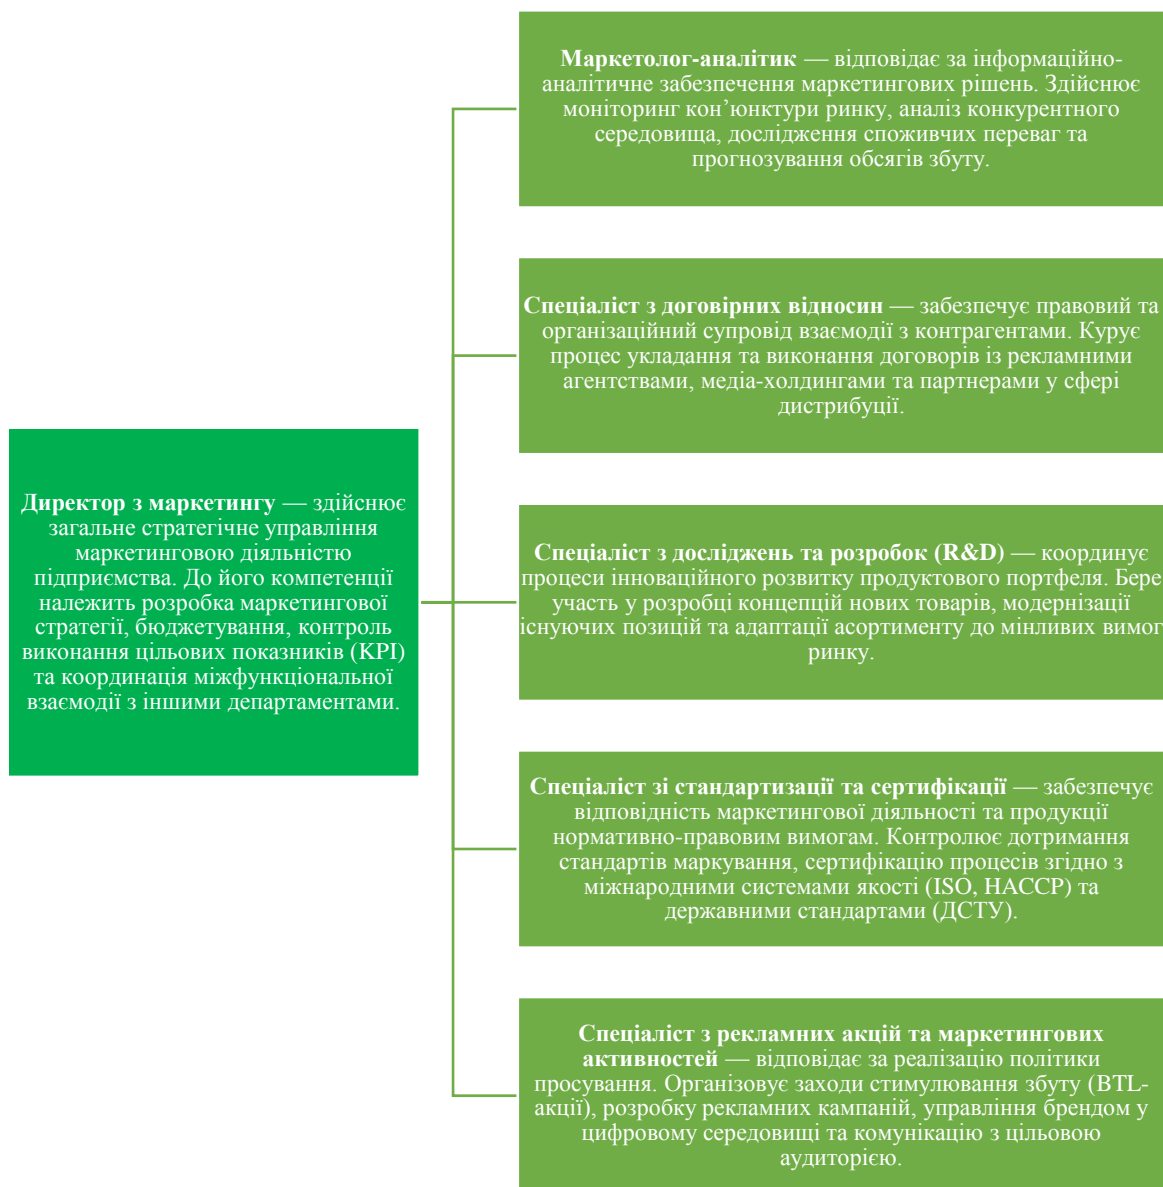 Маркетолог-аналітик — відповідає за інформаційно-
аналітичне забезпечення маркетингових рішень. Здійснює
моніторинг кон’юнктури ринку, аналіз конкурентного
середовища, дослідження споживчих переваг та
прогнозування обсягів збуту.
Спеціаліст з договірних відносин — забезпечує правовий та
організаційний супровід взаємодії з контрагентами. Курує
процес укладання та виконання договорів із рекламними
агентствами, медіа-холдингами та партнерами у сфері
дистрибуції.
Директор з маркетингу — здійснює
загальне стратегічне управління
маркетинговою діяльністю
підприємства. До його компетенції
належить розробка маркетингової
стратегії, бюджетування, контроль
виконання цільових показників (KPI)
та координація міжфункціональної
взаємодії з іншими департаментами.
Спеціаліст з досліджень та розробок (R&D) — координує
процеси інноваційного розвитку продуктового портфеля. Бере
участь у розробці концепцій нових товарів, модернізації
існуючих позицій та адаптації асортименту до мінливих вимог
ринку.
Спеціаліст зі стандартизації та сертифікації — забезпечує
відповідність маркетингової діяльності та продукції
нормативно-правовим вимогам. Контролює дотримання
стандартів маркування, сертифікацію процесів згідно з
міжнародними системами якості (ISO, HACCP) та
державними стандартами (ДСТУ).
Спеціаліст з рекламних акцій та маркетингових
активностей — відповідає за реалізацію політики
просування. Організовує заходи стимулювання збуту (BTL-
акції), розробку рекламних кампаній, управління брендом у
цифровому середовищі та комунікацію з цільовою
аудиторією.